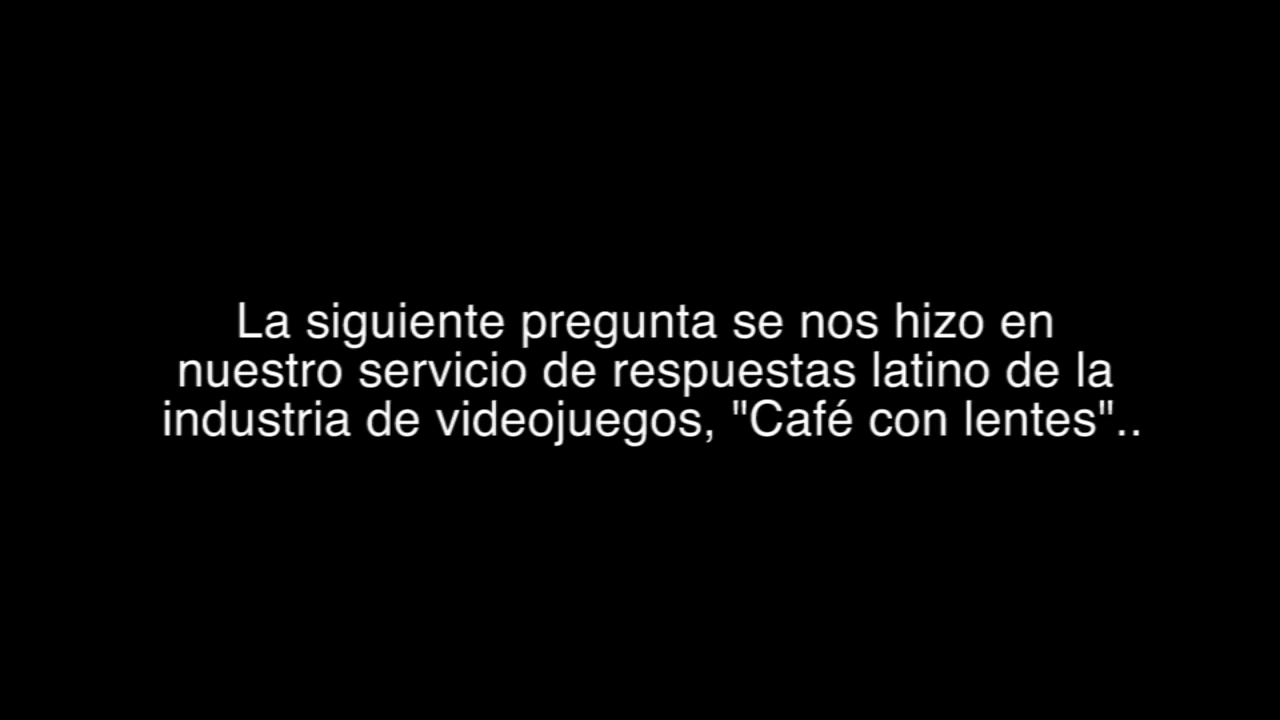 La siguiente pregunta se nos hizo en
nuestro servicio de respuestas latino de la
industria de videojuegos, "Café con lentes"..